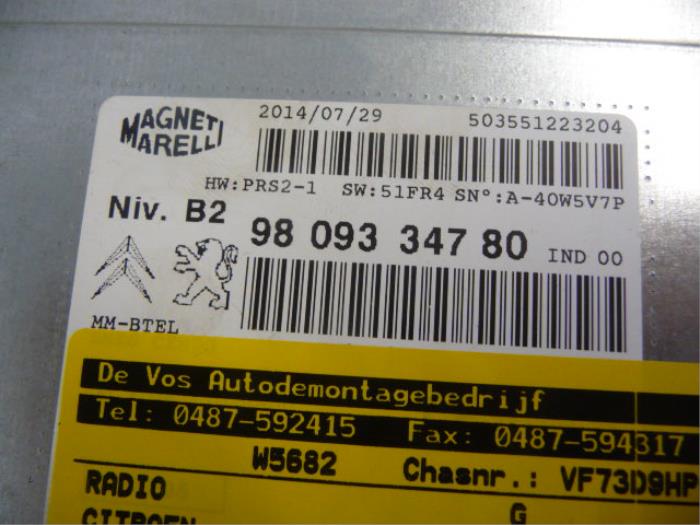 MAGNETI MARELLI
2014/07/29 503551223204
HW:PRS2-1 SW:51FR4 SN°:A-40W5V7P
Niv. B2 98 093 347 80 IND 00
MM-BTEL
De Vos Autodemontagebedrijf
Tel: 0487-592415 Fax: 0487-594317
W5682 Chasnr.: VF73D9HP
RADIO
CITROEN G